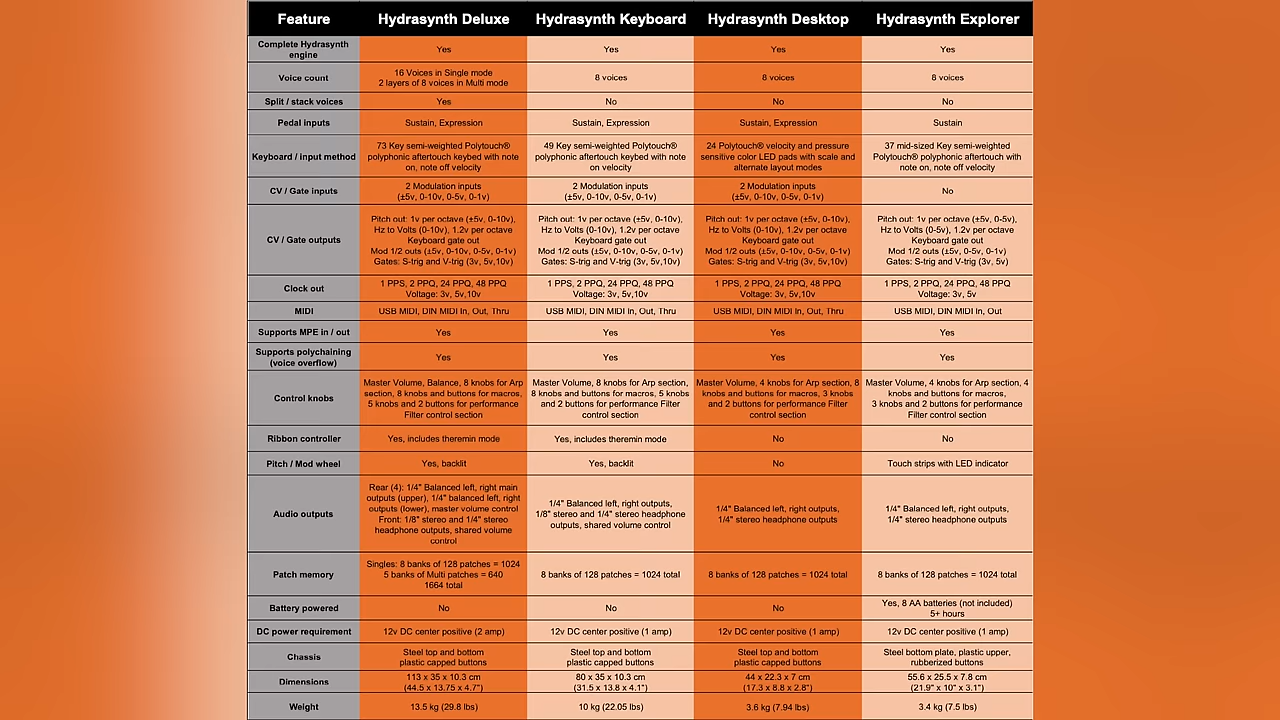 Feature Hydrasynth Deluxe Hydrasynth Keyboard Hydrasynth Desktop Hydrasynth Explorer
Complete Hydrasynth
engine
Yes Yes Yes Yes
Voice count
16 Voices in Single mode
2 layers of 8 voices in Multi mode
8 voices 8 voices 8 voices
Split / stack voices Yes No No No
Pedal inputs Sustain, Expression Sustain, Expression Sustain, Expression Sustain
Keyboard / input method
73 Key semi-weighted Polytouch®
polyphonic aftertouch keybed with note
on, note off velocity
49 Key semi-weighted Polytouch®
polyphonic aftertouch keybed with note
on velocity
24 Polytouch® velocity and pressure
sensitive color LED pads with scale and
alternate layout modes
37 mid-sized Key semi-weighted
Polytouch® polyphonic aftertouch with
note on, note off velocity
CV / Gate inputs
2 Modulation inputs
(±5v, 0-10v, 0-5v, 0-1v)
2 Modulation inputs
(±5v, 0-10v, 0-5v, 0-1v)
2 Modulation inputs
(±5v, 0-10v, 0-5v, 0-1v)
No
CV / Gate outputs
Pitch out: 1v per octave (±5v, 0-10v),
Hz to Volts (0-10v), 1.2v per octave
Keyboard gate out
Mod 1/2 outs (±5v, 0-10v, 0-5v, 0-1v)
Gates: S-trig and V-trig (3v, 5v,10v)
Pitch out: 1v per octave (±5v, 0-10v),
Hz to Volts (0-10v), 1.2v per octave
Keyboard gate out
Mod 1/2 outs (±5v, 0-10v, 0-5v, 0-1v)
Gates: S-trig and V-trig (3v, 5v,10v)
Pitch out: 1v per octave (±5v, 0-10v),
Hz to Volts (0-10v), 1.2v per octave
Keyboard gate out
Mod 1/2 outs (±5v, 0-10v, 0-5v, 0-1v)
Gates: S-trig and V-trig (3v, 5v,10v)
Pitch out: 1v per octave (±5v, 0-5v),
Hz to Volts (0-5v), 1.2v per octave
Keyboard gate out
Mod 1/2 outs (±5v, 0-10v, 0-5v, 0-1v)
Gates: S-trig and V-trig (3v, 5v)
Clock out
1 PPS, 2 PPQ, 24 PPQ, 48 PPQ
Voltage: 3v, 5v,10v
1 PPS, 2 PPQ, 24 PPQ, 48 PPQ
Voltage: 3v, 5v,10v
1 PPS, 2 PPQ, 24 PPQ, 48 PPQ
Voltage: 3v, 5v,10v
1 PPS, 2 PPQ, 24 PPQ, 48 PPQ
Voltage: 3v, 5v
MIDI USB MIDI, DIN MIDI In, Out, Thru USB MIDI, DIN MIDI In, Out, Thru USB MIDI, DIN MIDI In, Out, Thru USB MIDI, DIN MIDI In, Out
Supports MPE in / out Yes Yes Yes Yes
Supports polychaining
(voice overflow)
Yes Yes Yes Yes
Control knobs
Master Volume, Balance, 8 knobs for Arp
section, 8 knobs and buttons for macros,
5 knobs and 2 buttons for performance
Filter control section
Master Volume, 8 knobs for Arp section,
8 knobs and buttons for macros, 5 knobs
and 2 buttons for performance Filter
control section
Master Volume, 4 knobs for Arp section, 8
knobs and buttons for macros, 3 knobs
and 2 buttons for performance Filter
control section
Master Volume, 4 knobs for Arp section, 4
knobs and buttons for macros,
3 knobs and 2 buttons for performance
Filter control section
Ribbon controller Yes, includes theremin mode Yes, includes theremin mode No No
Pitch / Mod wheel Yes, backlit Yes, backlit No Touch strips with LED indicator
Audio outputs
Rear (4): 1/4" Balanced left, right main
outputs (upper), 1/4" balanced left, right
outputs (lower), master volume control
Front: 1/8" stereo and 1/4" stereo
headphone outputs, shared volume
control
1/4" Balanced left, right outputs,
1/8" stereo and 1/4" stereo headphone
outputs, shared volume control
1/4" Balanced left, right outputs,
1/4" stereo headphone outputs
1/4" Balanced left, right outputs,
1/4" stereo headphone outputs
Patch memory
Singles: 8 banks of 128 patches = 1024
5 banks of Multi patches = 640
1664 total
8 banks of 128 patches = 1024 total 8 banks of 128 patches = 1024 total 8 banks of 128 patches = 1024 total
Battery powered No No No
Yes, 8 AA batteries (not included)
5+ hours
DC power requirement 12v DC center positive (2 amp) 12v DC center positive (1 amp) 12v DC center positive (1 amp) 12v DC center positive (1 amp)
Chassis
Steel top and bottom
plastic capped buttons
Steel top and bottom
plastic capped buttons
Steel top and bottom
plastic capped buttons
Steel bottom plate, plastic upper,
rubberized buttons
Dimensions
113 x 35 x 10.3 cm
(44.5 x 13.75 x 4.7")
80 x 35 x 10.3 cm
(31.5 x 13.8 x 4.1")
44 x 22.3 x 7 cm
(17.3 x 8.8 x 2.8")
55.6 x 25.5 x 7.8 cm
(21.9" x 10" x 3.1")
Weight 13.5 kg (29.8 lbs) 10 kg (22.05 lbs) 3.6 kg (7.94 lbs) 3.4 kg (7.5 lbs)